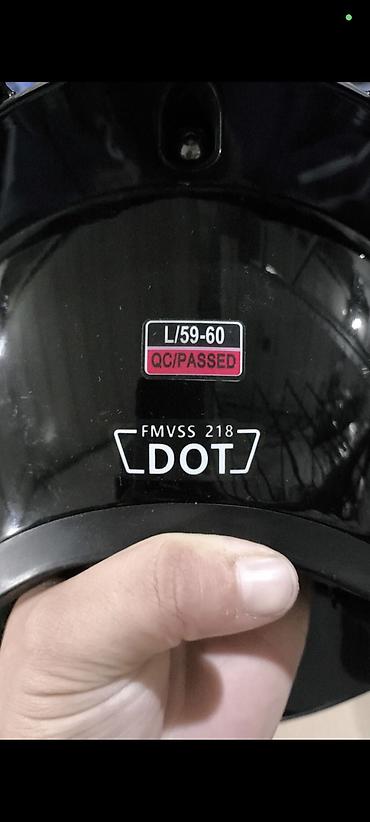 L/59-60
QC/PASSED
FMVSS 218
DOT